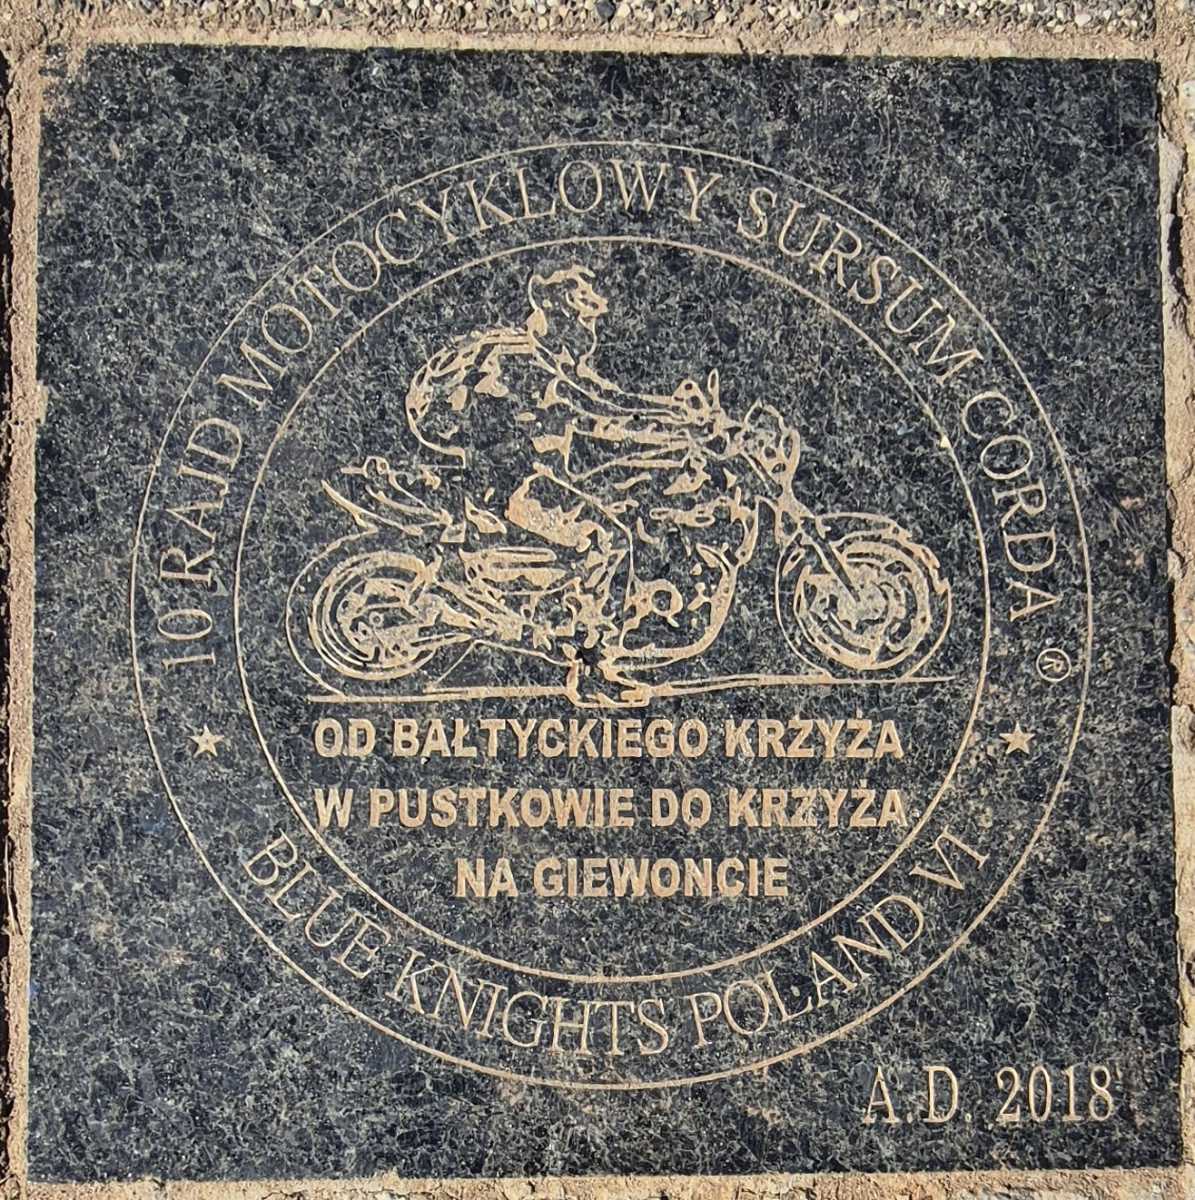 10 RAJD MOTOCYKLOWY SURSUM CORDA ®
OD BAŁTYCKIEGO KRZYŻA
W PUSTKOWIE DO KRZYŻA
NA GIEWONCIE
BLUE KNIGHTS POLAND VI
A.D. 2018